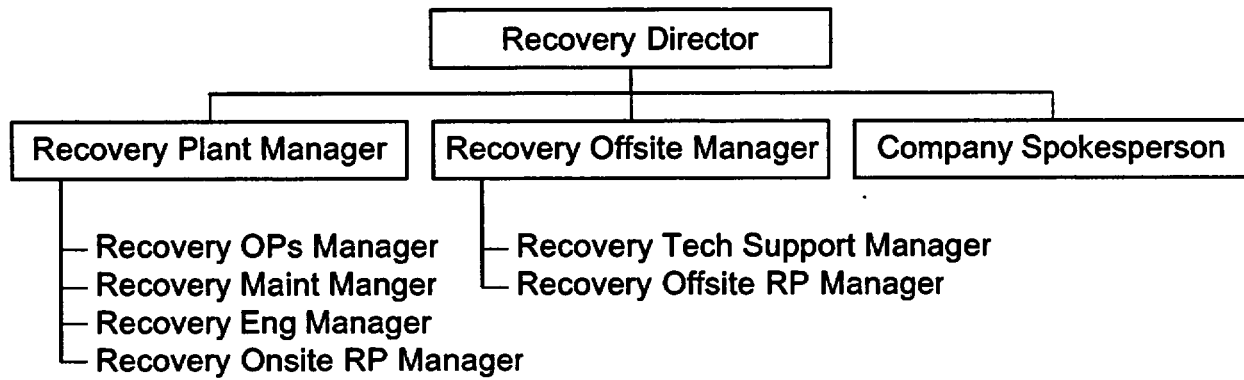 Recovery Director
Recovery Plant Manager
Recovery Offsite Manager
Company Spokesperson
Recovery OPs Manager
Recovery Maint Manger
Recovery Eng Manager
Recovery Onsite RP Manager
Recovery Tech Support Manager
Recovery Offsite RP Manager